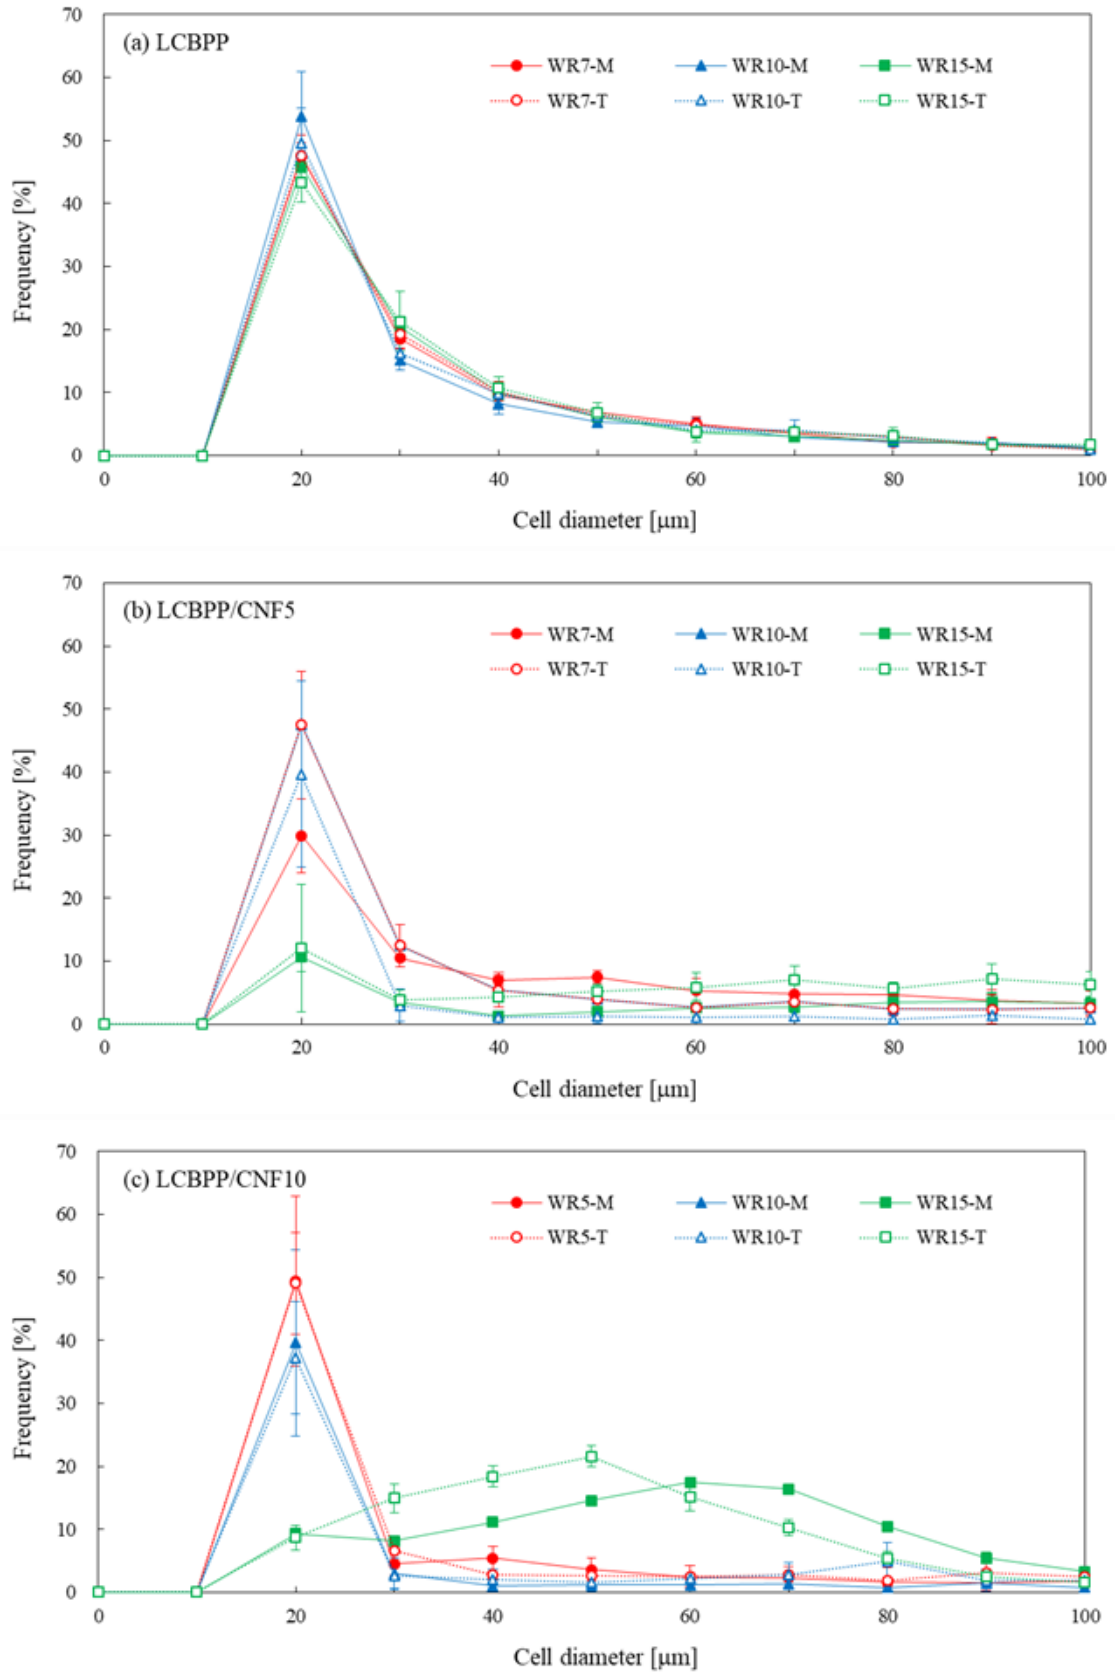 70
(a) LCBPP
WR7-M WR10-M WR15-M
60
WR7-T WR10-T WR15-T
50
40
30
20
10
0
Frequency [%]
0 20 40 60 80 100
Cell diameter [μm]
70
(b) LCBPP/CNF5
WR7-M WR10-M WR15-M
60
WR7-T WR10-T WR15-T
50
40
30
20
10
0
Frequency [%]
0 20 40 60 80 100
Cell diameter [μm]
70
(c) LCBPP/CNF10
WR5-M WR10-M WR15-M
60
WR5-T WR10-T WR15-T
50
40
30
20
10
0
Frequency [%]
0 20 40 60 80 100
Cell diameter [μm]